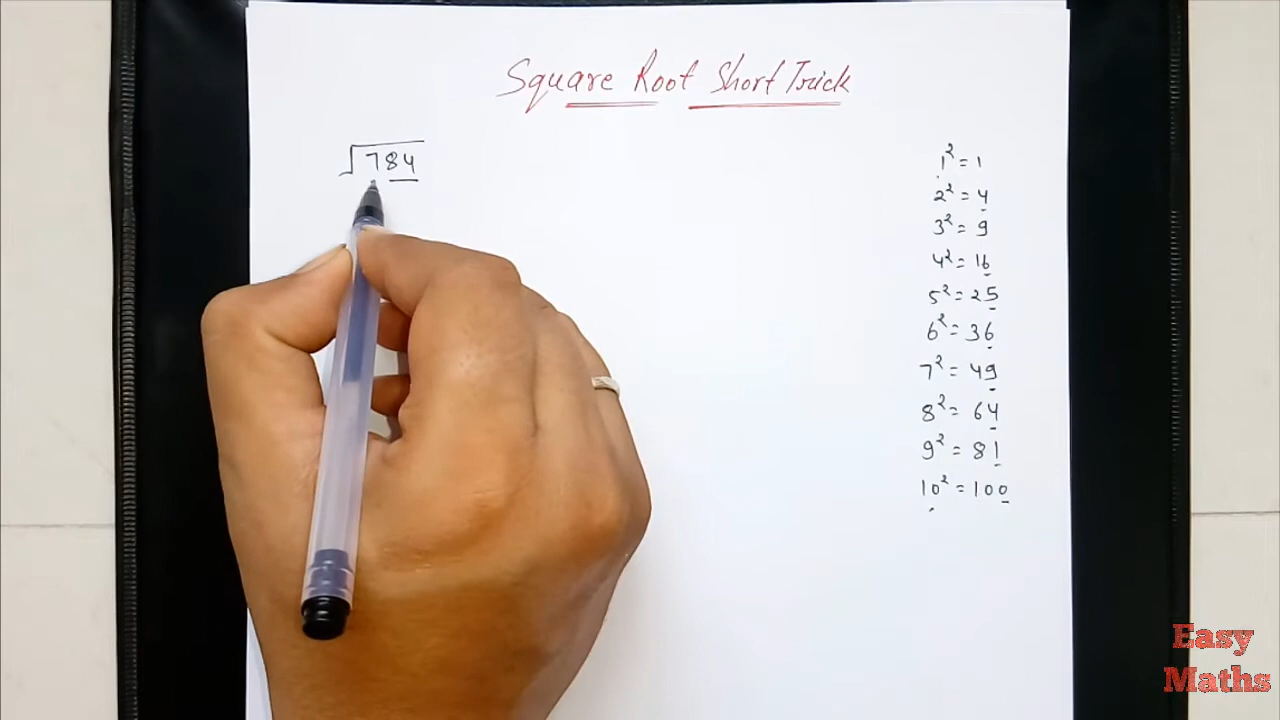 Square Root Short Trick
√784
1² = 1
2² = 4
3² = 9
4² = 16
5² = 25
6² = 36
7² = 49
8² = 64
9² = 81
10² = 100
Easy
Maths